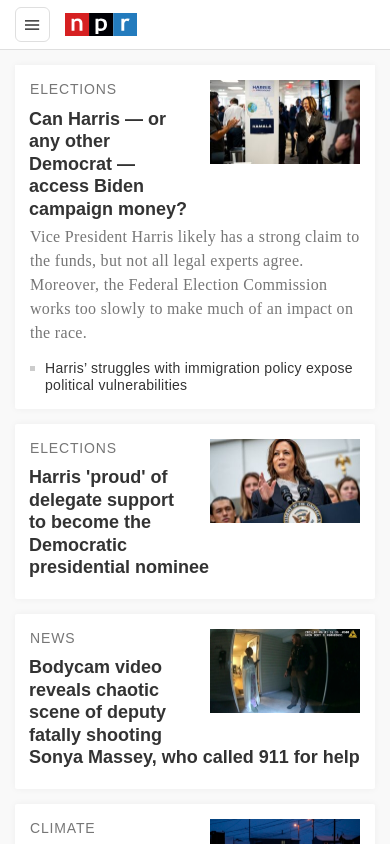 npr
ELECTIONS
Can Harris — or
any other
Democrat —
access Biden
campaign money?
HARRIS
KAMALA
Vice President Harris likely has a strong claim to
the funds, but not all legal experts agree.
Moreover, the Federal Election Commission
works too slowly to make much of an impact on
the race.
Harris’ struggles with immigration policy expose
political vulnerabilities
ELECTIONS
Harris 'proud' of
delegate support
to become the
Democratic
presidential nominee
NEWS
Bodycam video
reveals chaotic
scene of deputy
fatally shooting
Sonya Massey, who called 911 for help
CLIMATE